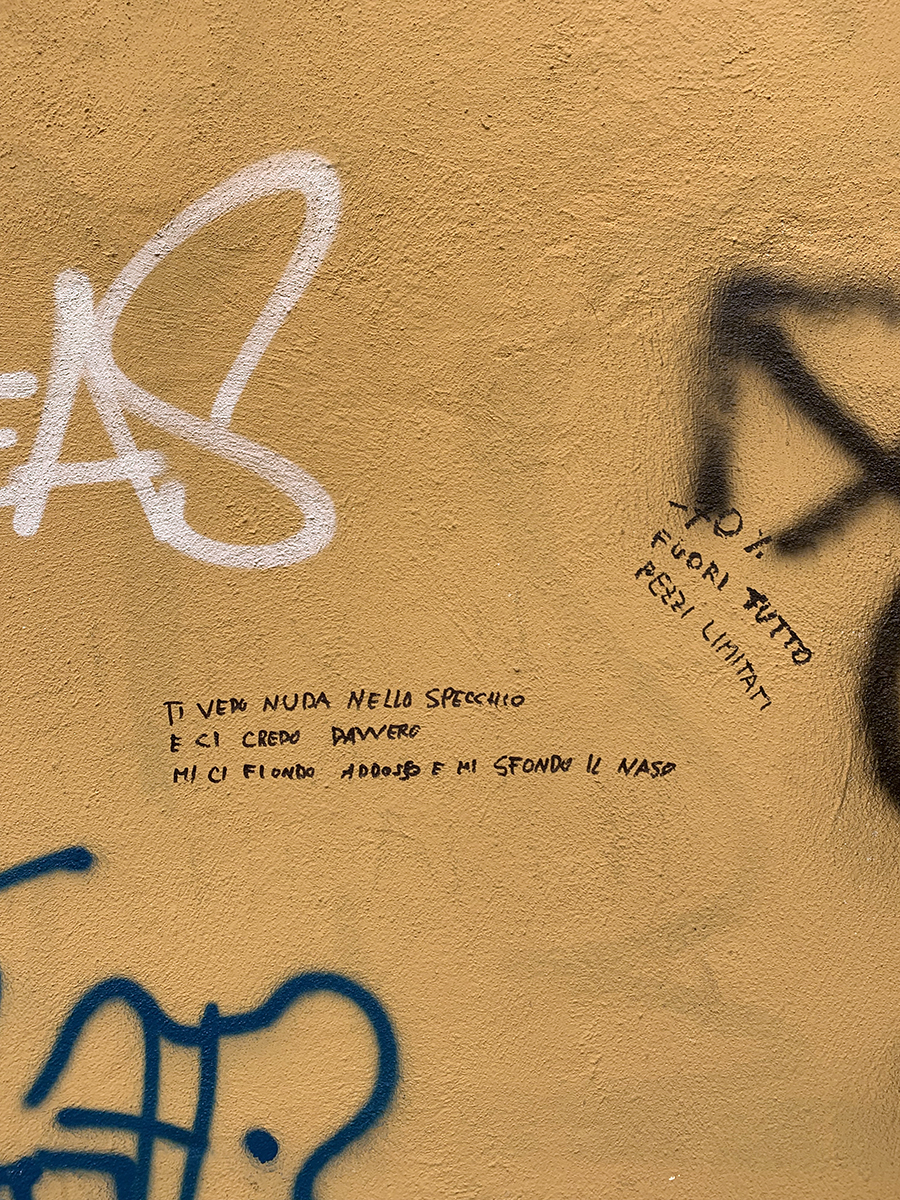 EAS
-70%
FUORI TUTTO
PEZZI LIMITATI
TI VEDO NUDA NELLO SPECCHIO
E CI CREDO DAVVERO
MI CI FIONDO ADDOSSO E MI SFONDO IL NASO